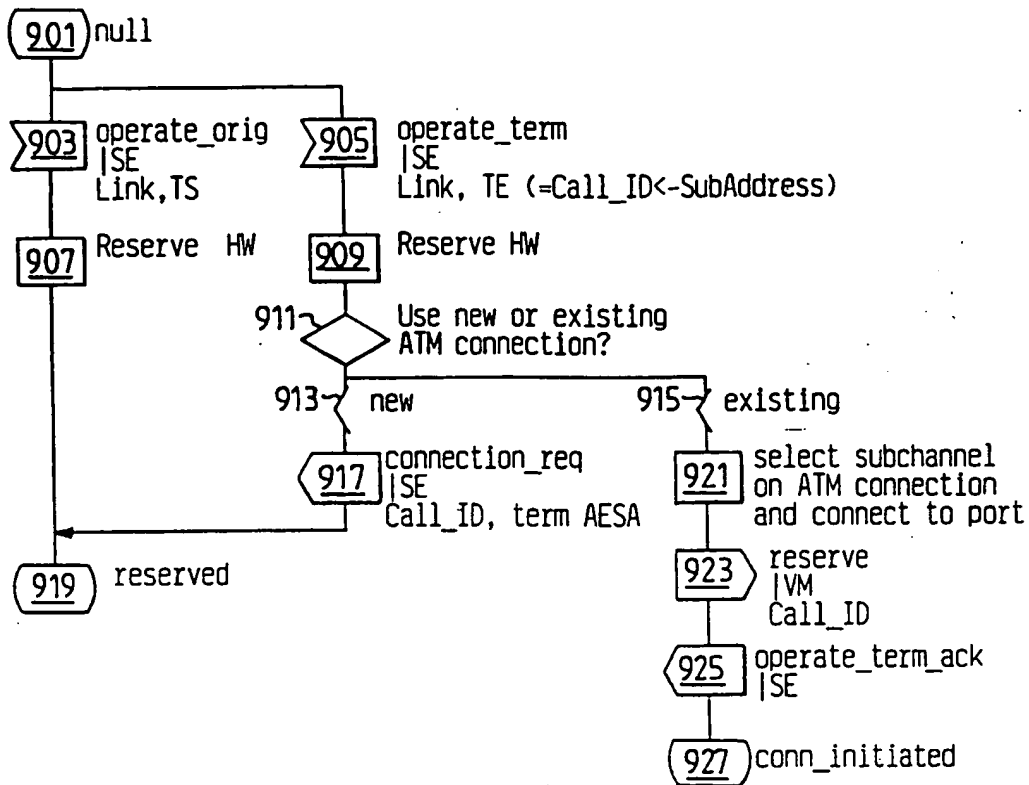 901 null
903 operate_orig
|SE
Link,TS
905 operate_term
|SE
Link, TE (=Call_ID<-SubAddress)
907 Reserve HW
909 Reserve HW
911 Use new or existing
ATM connection?
913 new
915 existing
917 connection_req
|SE
Call_ID, term AESA
921 select subchannel
on ATM connection
and connect to port
919 reserved
923 reserve
|VM
Call_ID
925 operate_term_ack
|SE
927 conn_initiated